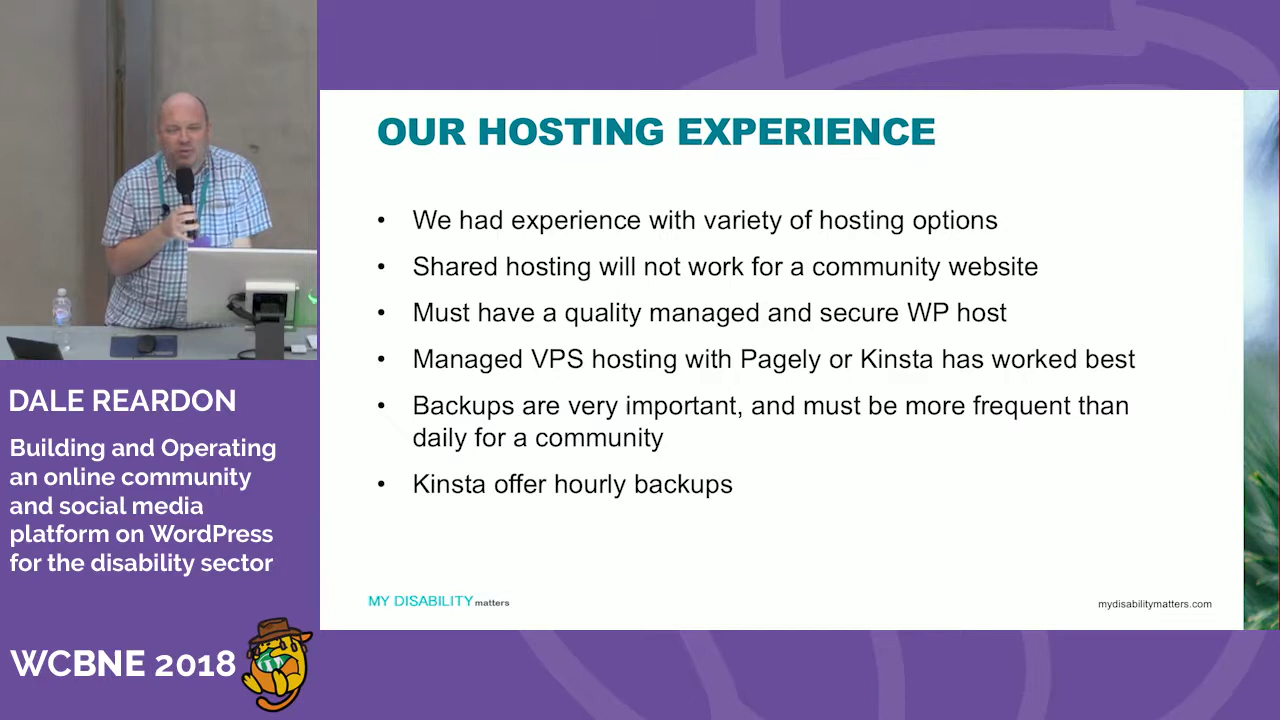 DALE REARDON
Building and Operating
an online community
and social media
platform on WordPress
for the disability sector
WCBNE 2018
OUR HOSTING EXPERIENCE
• We had experience with variety of hosting options
• Shared hosting will not work for a community website
• Must have a quality managed and secure WP host
• Managed VPS hosting with Pagely or Kinsta has worked best
• Backups are very important, and must be more frequent than
daily for a community
• Kinsta offer hourly backups
MY DISABILITY matters
mydisabilitymatters.com